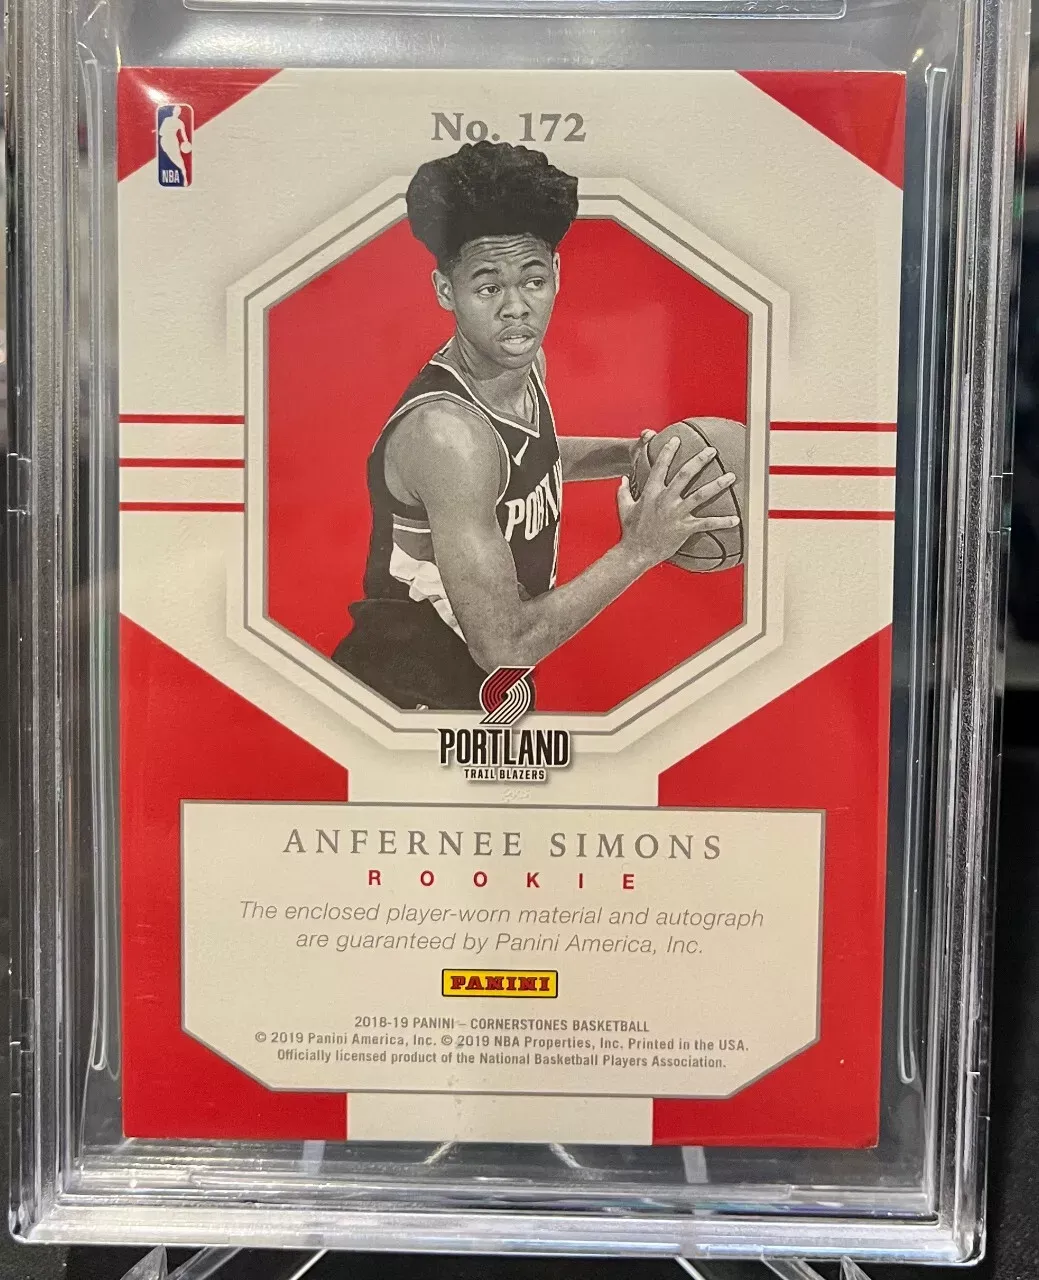 No. 172
NBA
PORTLAN
PORTLAND
TRAIL BLAZERS
ANFERNEE SIMONS
ROOKIE
The enclosed player-worn material and autograph
are guaranteed by Panini America, Inc.
PANINI
2018-19 PANINI – CORNERSTONES BASKETBALL
© 2019 Panini America, Inc. © 2019 NBA Properties, Inc. Printed in the USA.
Officially licensed product of the National Basketball Players Association.